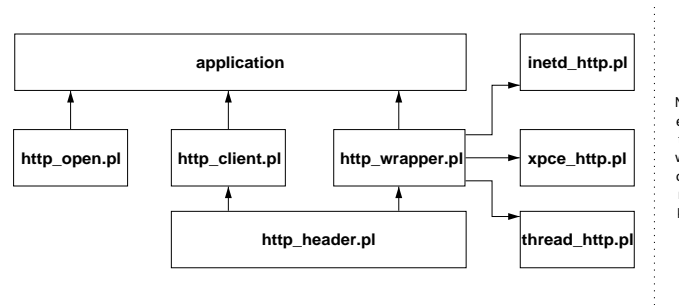 application
inetd_http.pl
http_open.pl
http_client.pl
http_wrapper.pl
xpce_http.pl
http_header.pl
thread_http.pl